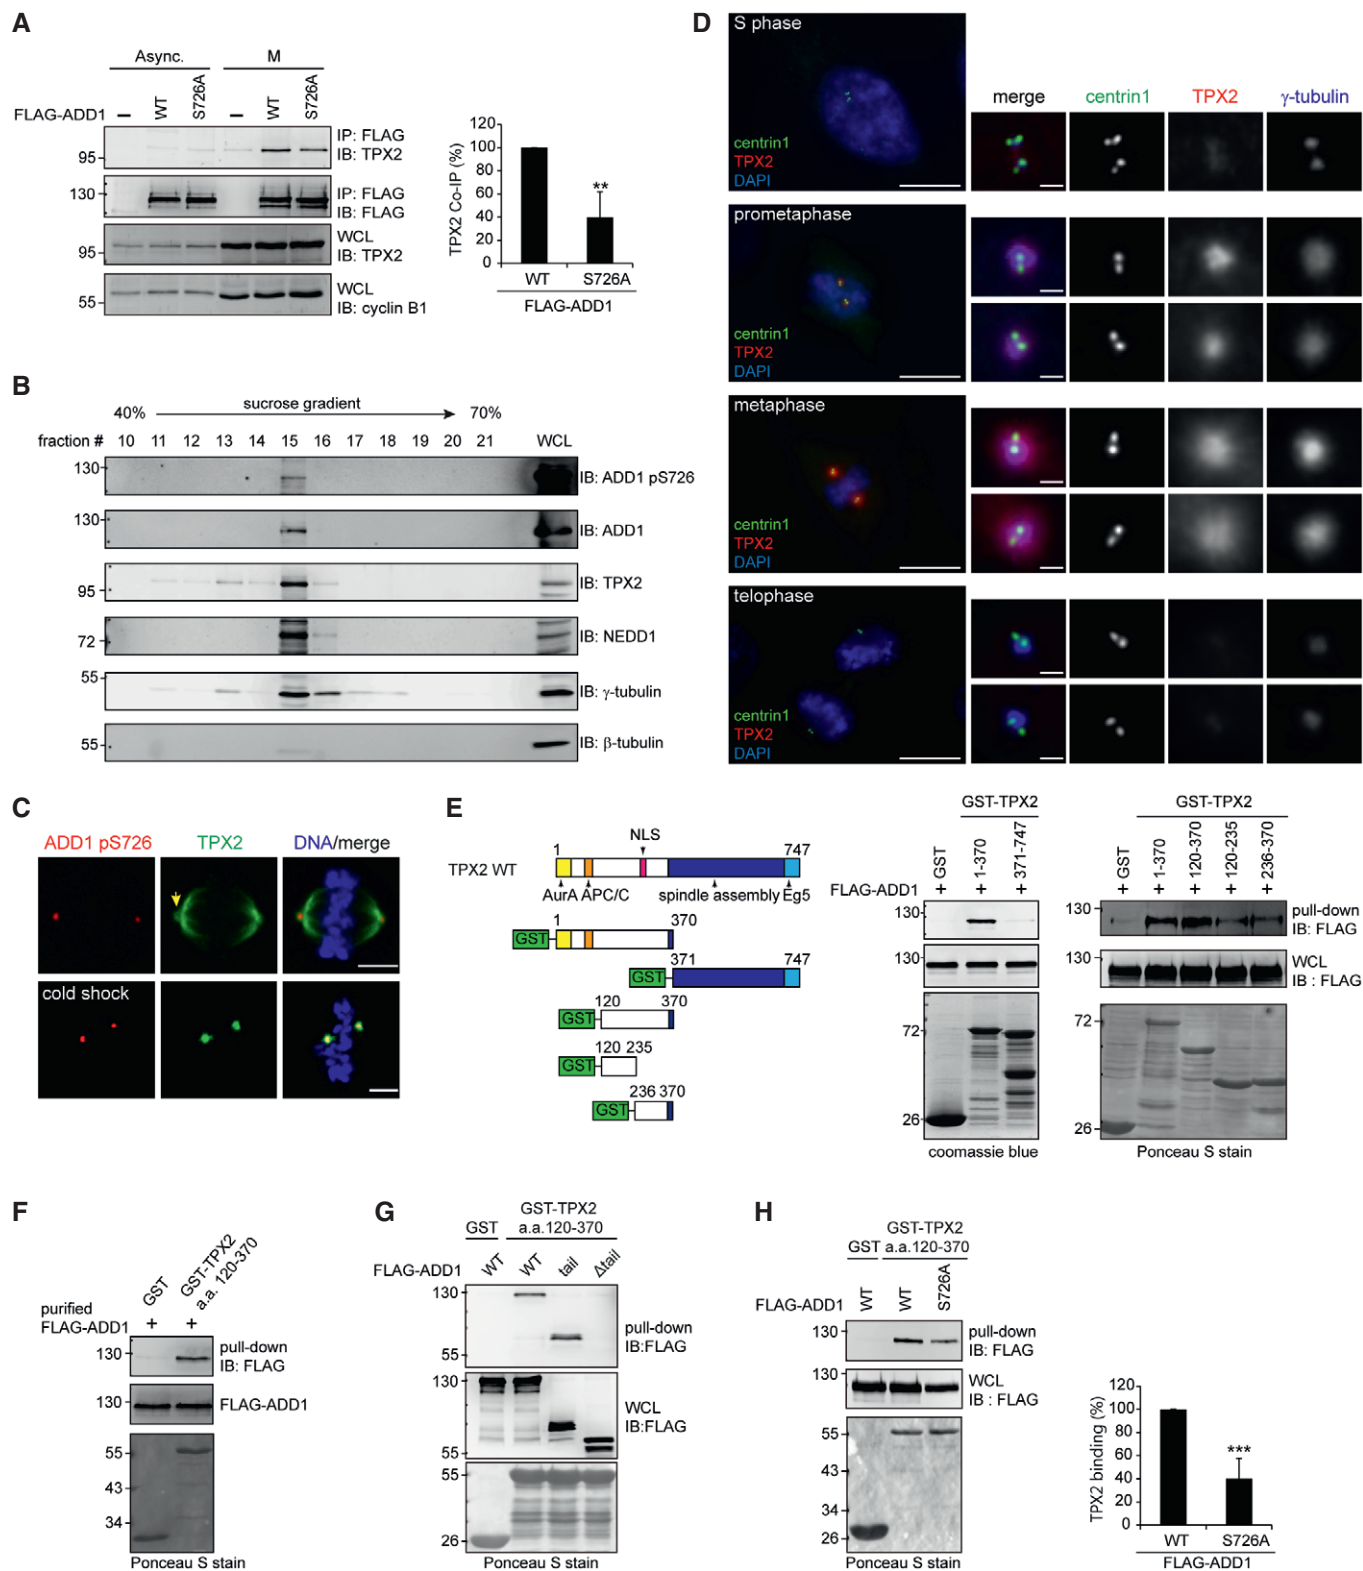 A
Async.
M
FLAG-ADD1
–
WT
S726A
–
WT
S726A
95
IP: FLAG
IB: TPX2
130
IP: FLAG
IB: FLAG
95
WCL
IB: TPX2
55
WCL
IB: cyclin B1
TPX2 Co-IP (%)
120
100
80
60
40
20
0
**
WT
S726A
FLAG-ADD1
B
40%
sucrose gradient
70%
fraction #
10 11 12 13 14 15 16 17 18 19 20 21 WCL
130
IB: ADD1 pS726
130
IB: ADD1
95
IB: TPX2
72
IB: NEDD1
55
IB: γ-tubulin
55
IB: β-tubulin
C
ADD1 pS726
TPX2
DNA/merge
cold shock
D
S phase
centrin1
TPX2
DAPI
merge
centrin1
TPX2
γ-tubulin
prometaphase
centrin1
TPX2
DAPI
metaphase
centrin1
TPX2
DAPI
telophase
centrin1
TPX2
DAPI
E
NLS
1
747
TPX2 WT
AurA APC/C
spindle assembly Eg5
1
370
GST
371
747
GST
120
370
GST
120 235
GST
236 370
GST
GST-TPX2
GST
1-370
371-747
FLAG-ADD1
+ + +
130
130
72
26
coomassie blue
GST-TPX2
GST
1-370
120-370
120-235
236-370
+ + + + +
130
pull-down
IB: FLAG
130
WCL
IB : FLAG
72
26
Ponceau S stain
F
GST
GST-TPX2
a.a. 120-370
purified
FLAG-ADD1
+ +
130
pull-down
IB: FLAG
130
FLAG-ADD1
55
43
34
Ponceau S stain
G
GST
GST-TPX2
a.a.120-370
FLAG-ADD1
WT
WT
tail
Δtail
130
55
pull-down
IB:FLAG
130
55
WCL
IB:FLAG
55
26
Ponceau S stain
H
GST
GST-TPX2
a.a.120-370
FLAG-ADD1
WT
WT
S726A
130
pull-down
IB: FLAG
130
WCL
IB : FLAG
55
43
34
26
Ponceau S stain
TPX2 binding (%)
120
100
80
60
40
20
0
***
WT
S726A
FLAG-ADD1